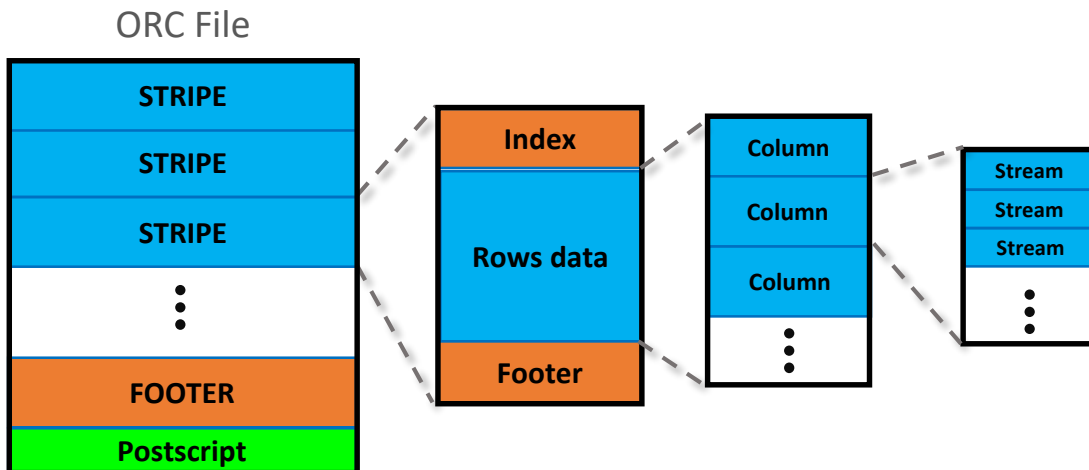 ORC File
STRIPE
STRIPE
STRIPE
FOOTER
Postscript
Index
Rows data
Footer
Column
Column
Column
Stream
Stream
Stream